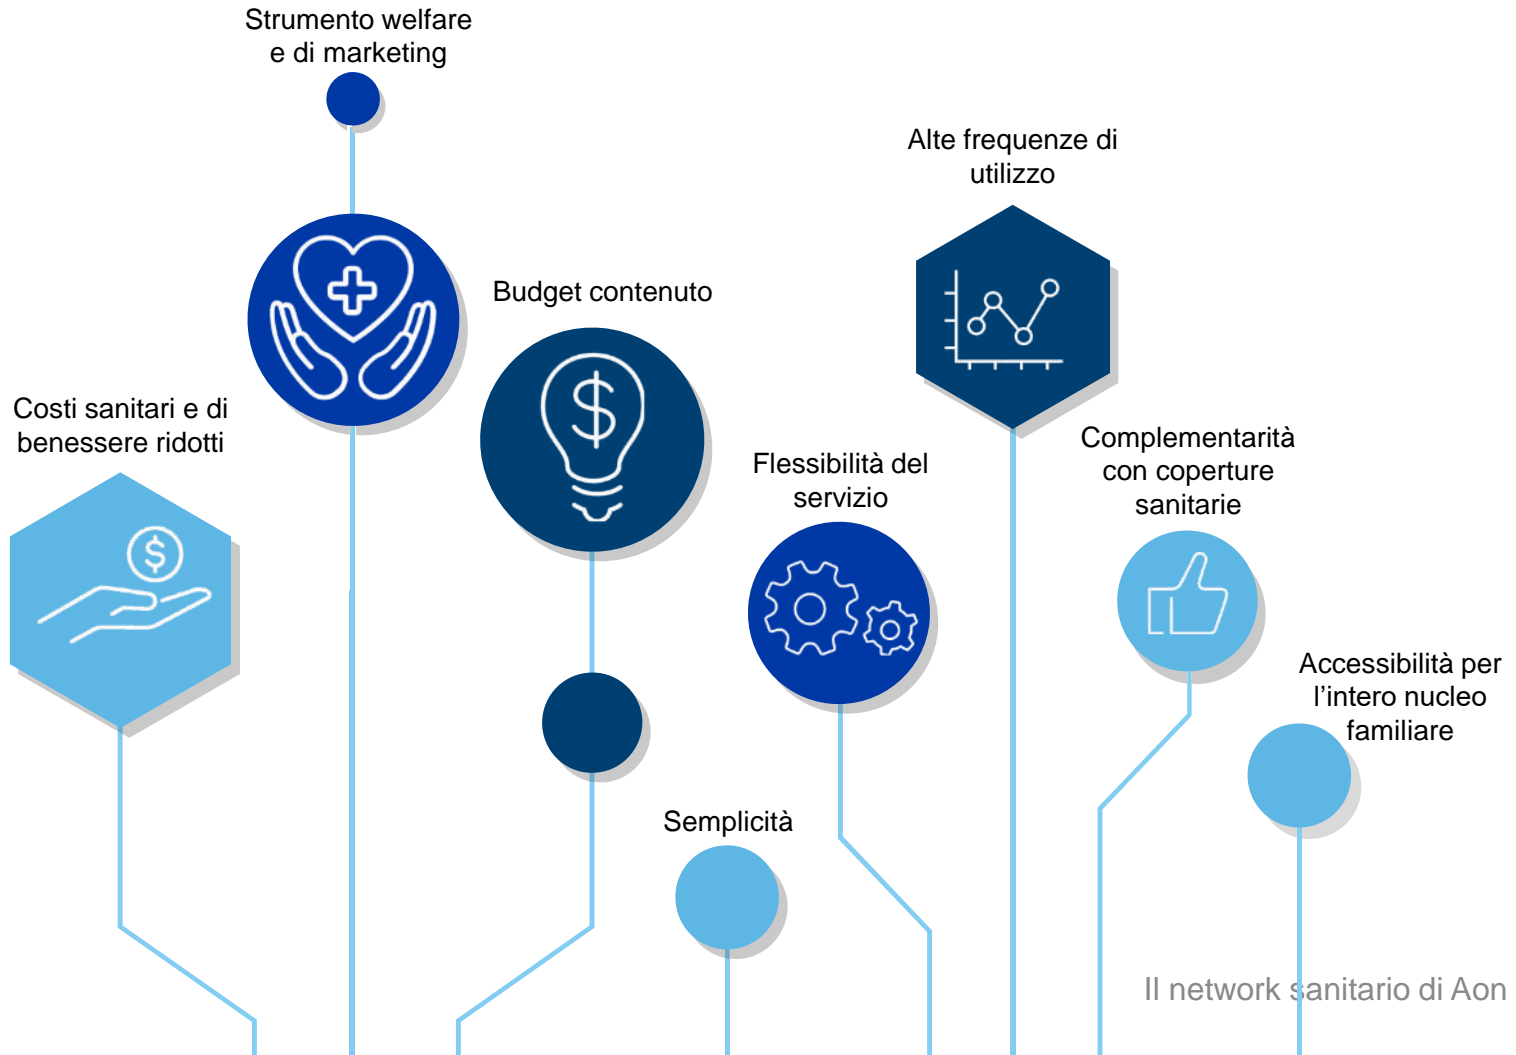 Strumento welfare
e di marketing
Alte frequenze di
utilizzo
Budget contenuto
Costi sanitari e di
benessere ridotti
Flessibilità del
servizio
Complementarità
con coperture
sanitarie
Accessibilità per
l’intero nucleo
familiare
Semplicità
Il network sanitario di Aon